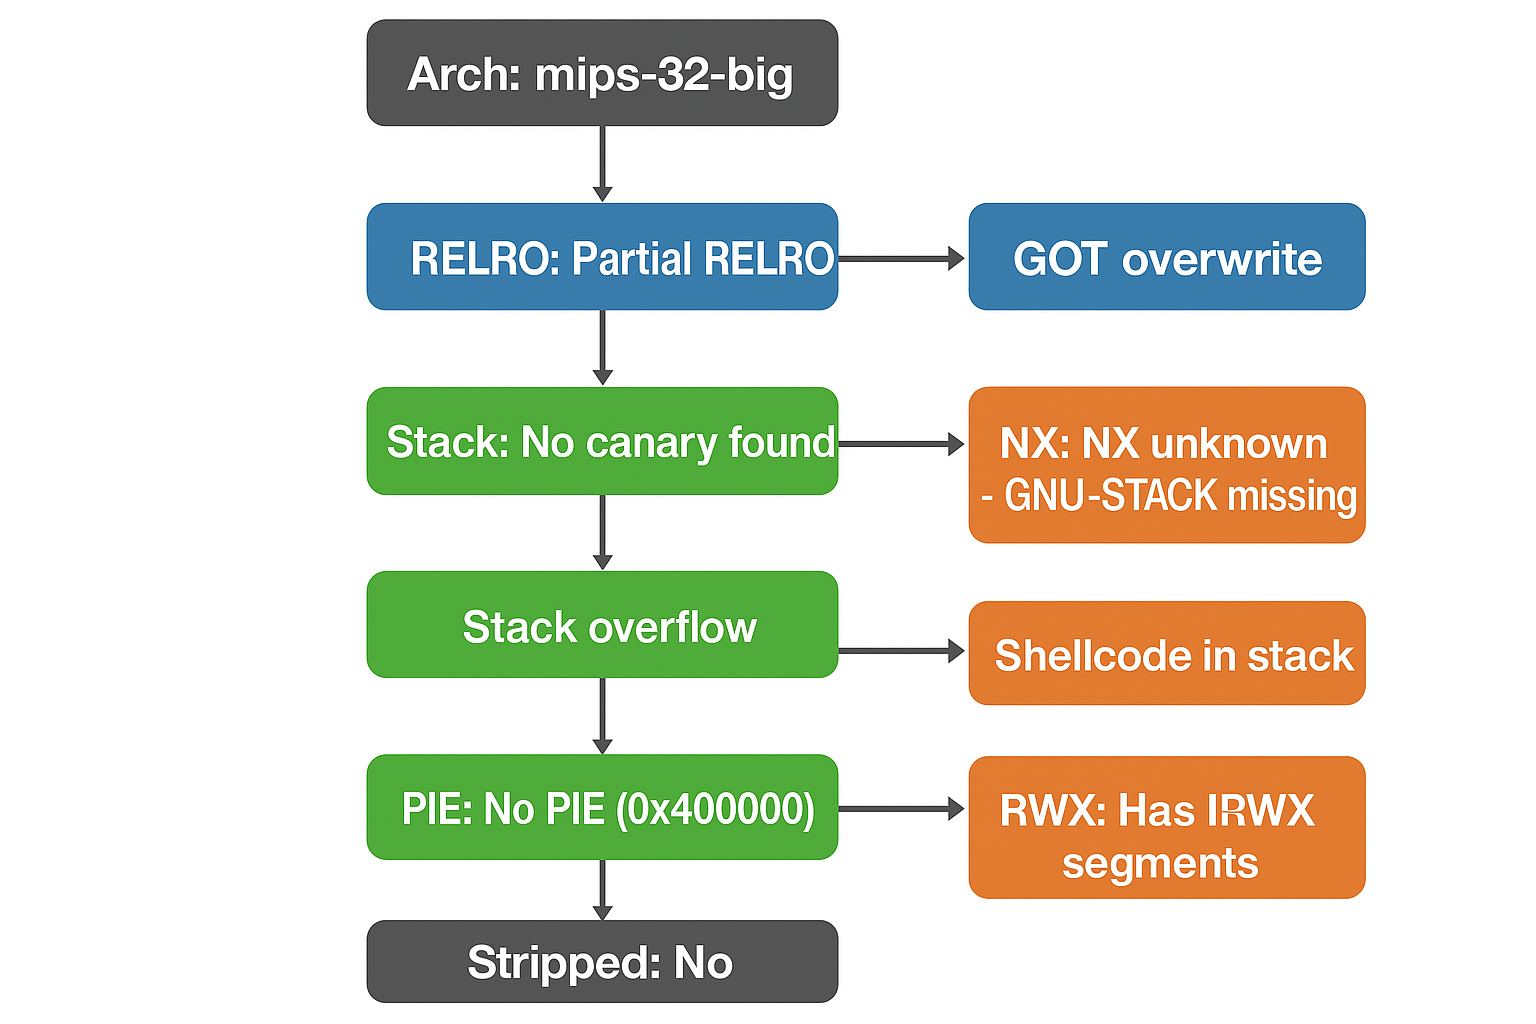 Arch: mips-32-big
RELRO: Partial RELRO
GOT overwrite
Stack: No canary found
NX: NX unknown
- GNU-STACK missing
Stack overflow
Shellcode in stack
PIE: No PIE (0x400000)
RWX: Has IRWX
segments
Stripped: No